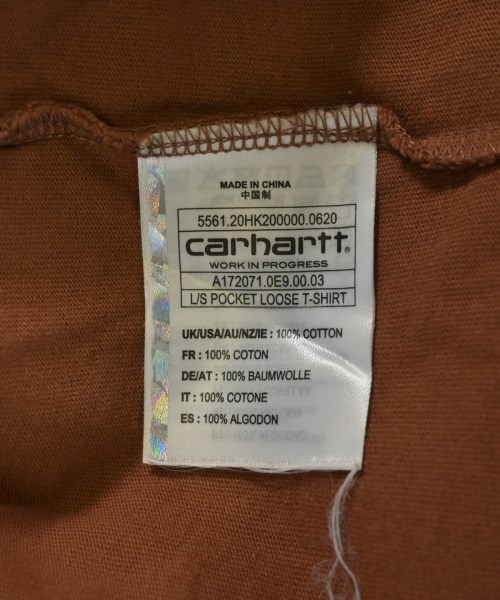 MADE IN CHINA
中国制
5561.20HK200000.0620
carhartt®
WORK IN PROGRESS
A172071.0E9.00.03
L/S POCKET LOOSE T-SHIRT
UK/USA/AU/NZ/IE : 100% COTTON
FR : 100% COTON
DE/AT : 100% BAUMWOLLE
IT : 100% COTONE
ES : 100% ALGODON